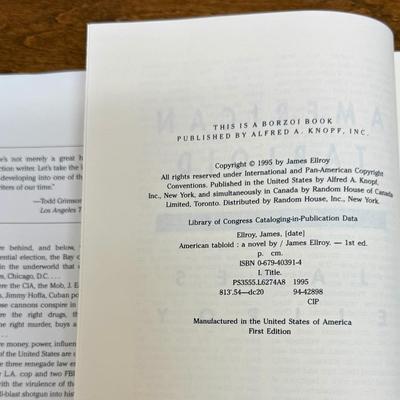 e's not merely a great h
ction writer. Let's take the l
developing into one of th
riters of our time."
—Todd Grimson
Los Angeles T
re behind, and below,
ential election, the Bay o
in the underworld that c
s, Chicago, D.C. . . .
ere the CIA, the Mob, J. E
, Jimmy Hoffa, Cuban po
ose cannons conspire in
re the right drugs, th
he right murder, buys a
. . .
re money, power, influen
of the United States are c
e three renegade law en
r L.A. cop and two FBI
with the virulence of th
ll-blast shotgun into his
THIS IS A BORZOI BOOK
PUBLISHED BY ALFRED A. KNOPF, INC.
Copyright © 1995 by James Ellroy
All rights reserved under International and Pan-American Copyright
Conventions. Published in the United States by Alfred A. Knopf,
Inc., New York, and simultaneously in Canada by Random House of Canada
Limited, Toronto. Distributed by Random House, Inc., New York.
Library of Congress Cataloging-in-Publication Data
Ellroy, James, [date]
American tabloid : a novel by / James Ellroy. — 1st ed.
p. cm.
ISBN 0-679-40391-4
I. Title.
PS3555.L6274A8 1995
813'.54—dc20 94-42898
CIP
Manufactured in the United States of America
First Edition